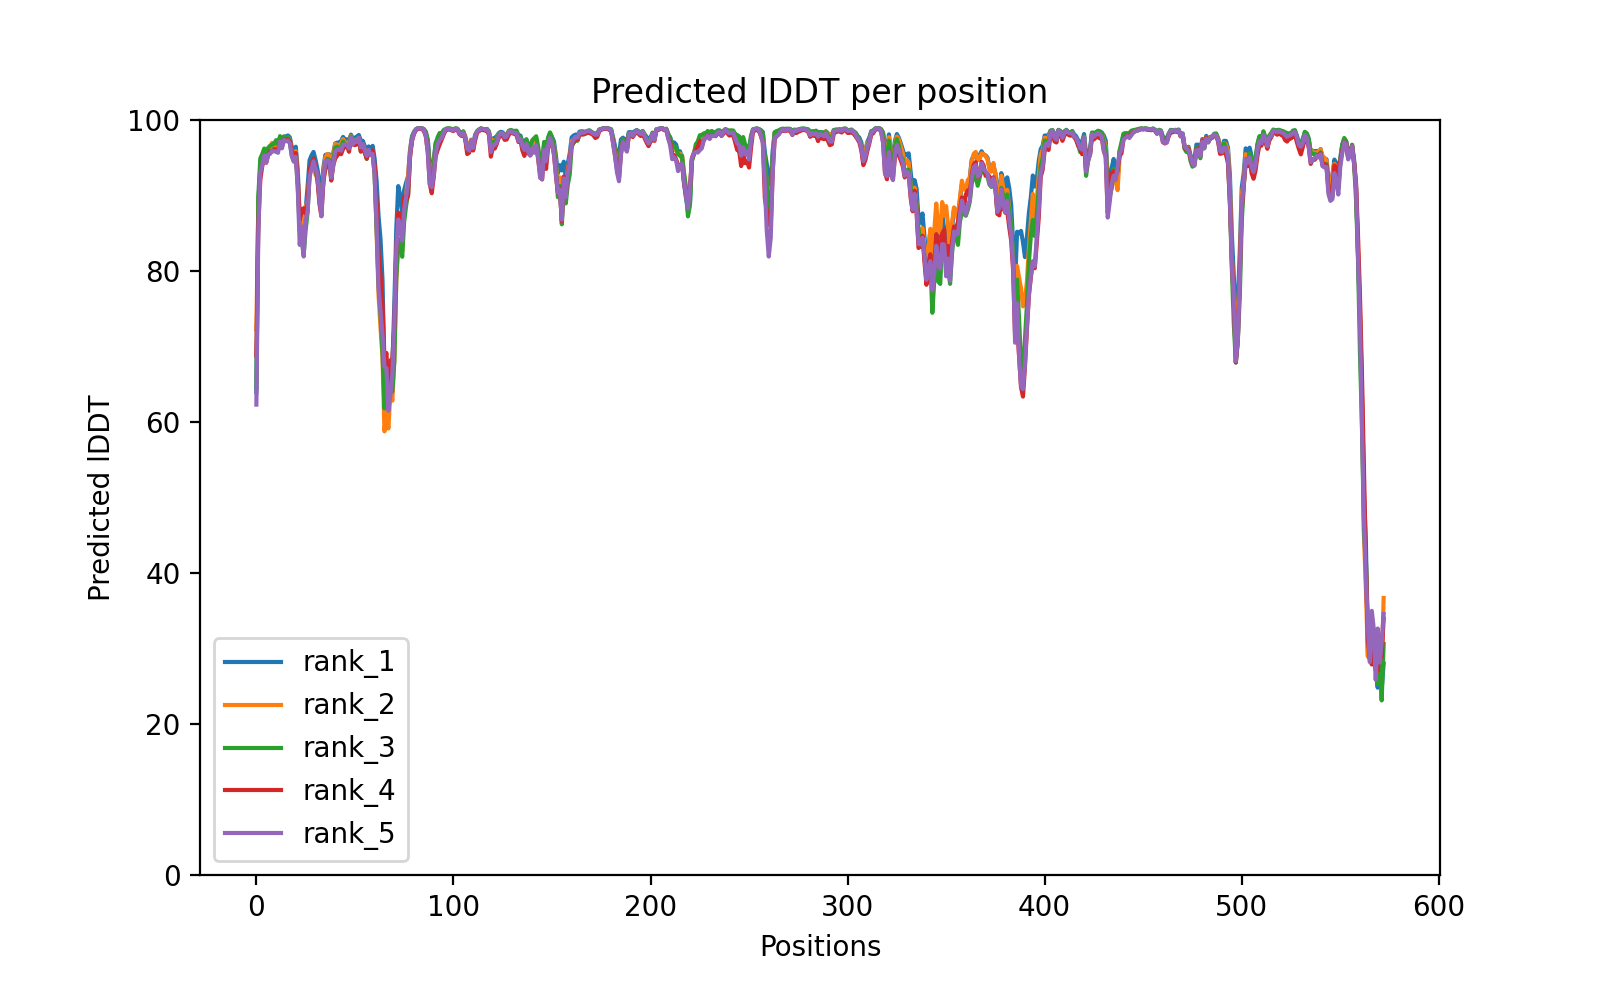 Predicted lDDT per position
100
80
60
40
20
0
Predicted lDDT
rank_1
rank_2
rank_3
rank_4
rank_5
0 100 200 300 400 500 600
Positions